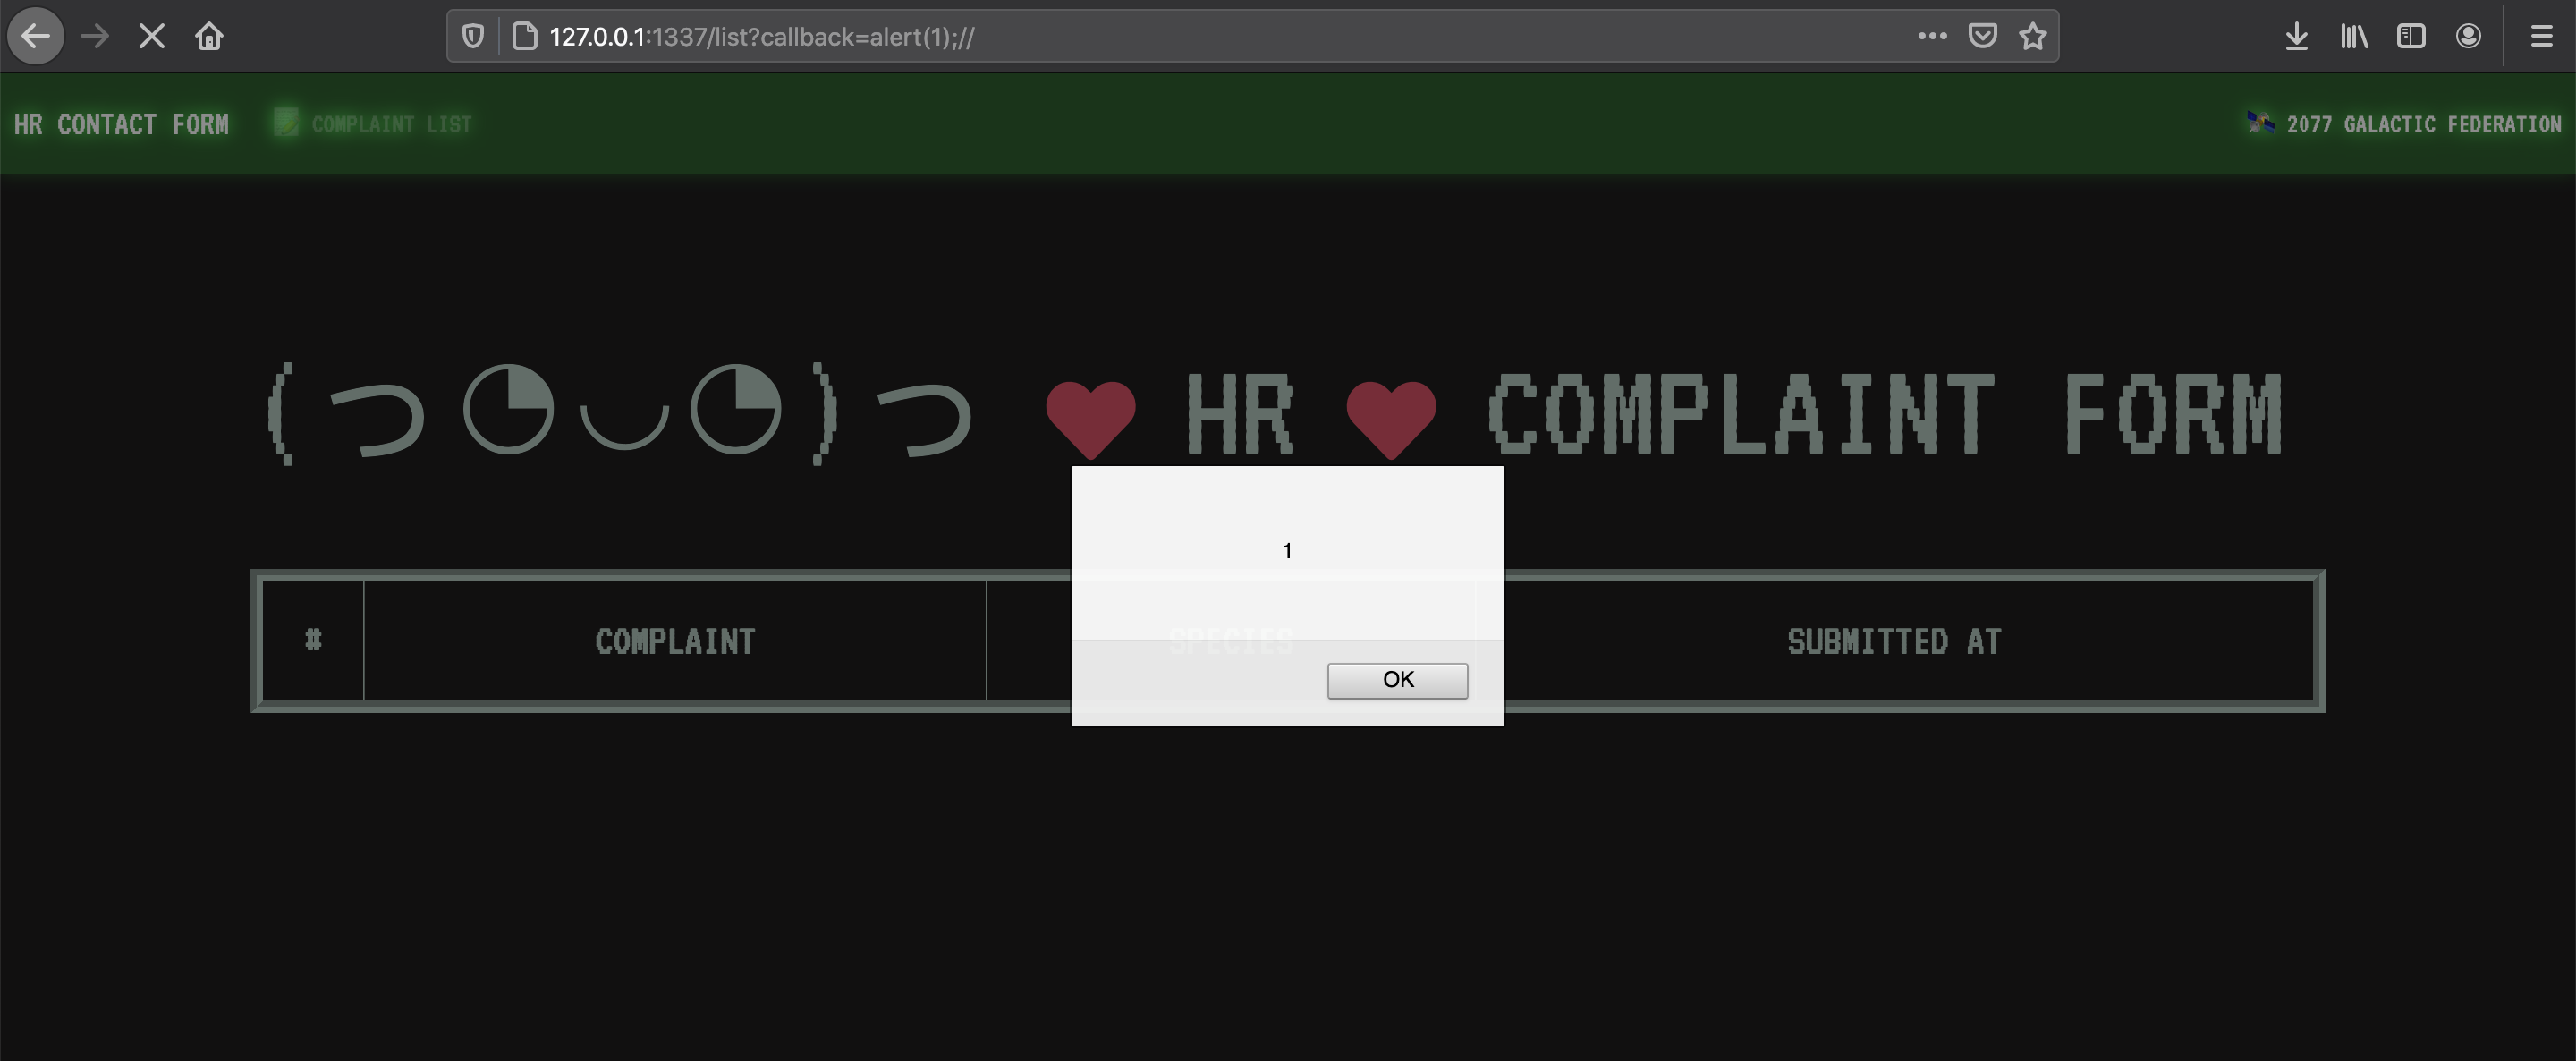 127.0.0.1:1337/list?callback=alert(1);//
HR CONTACT FORM
COMPLAINT LIST
2077 GALACTIC FEDERATION
(つ◔◡◔)つ ♥ HR ♥ COMPLAINT FORM
1
# COMPLAINT SPECIES SUBMITTED AT
OK